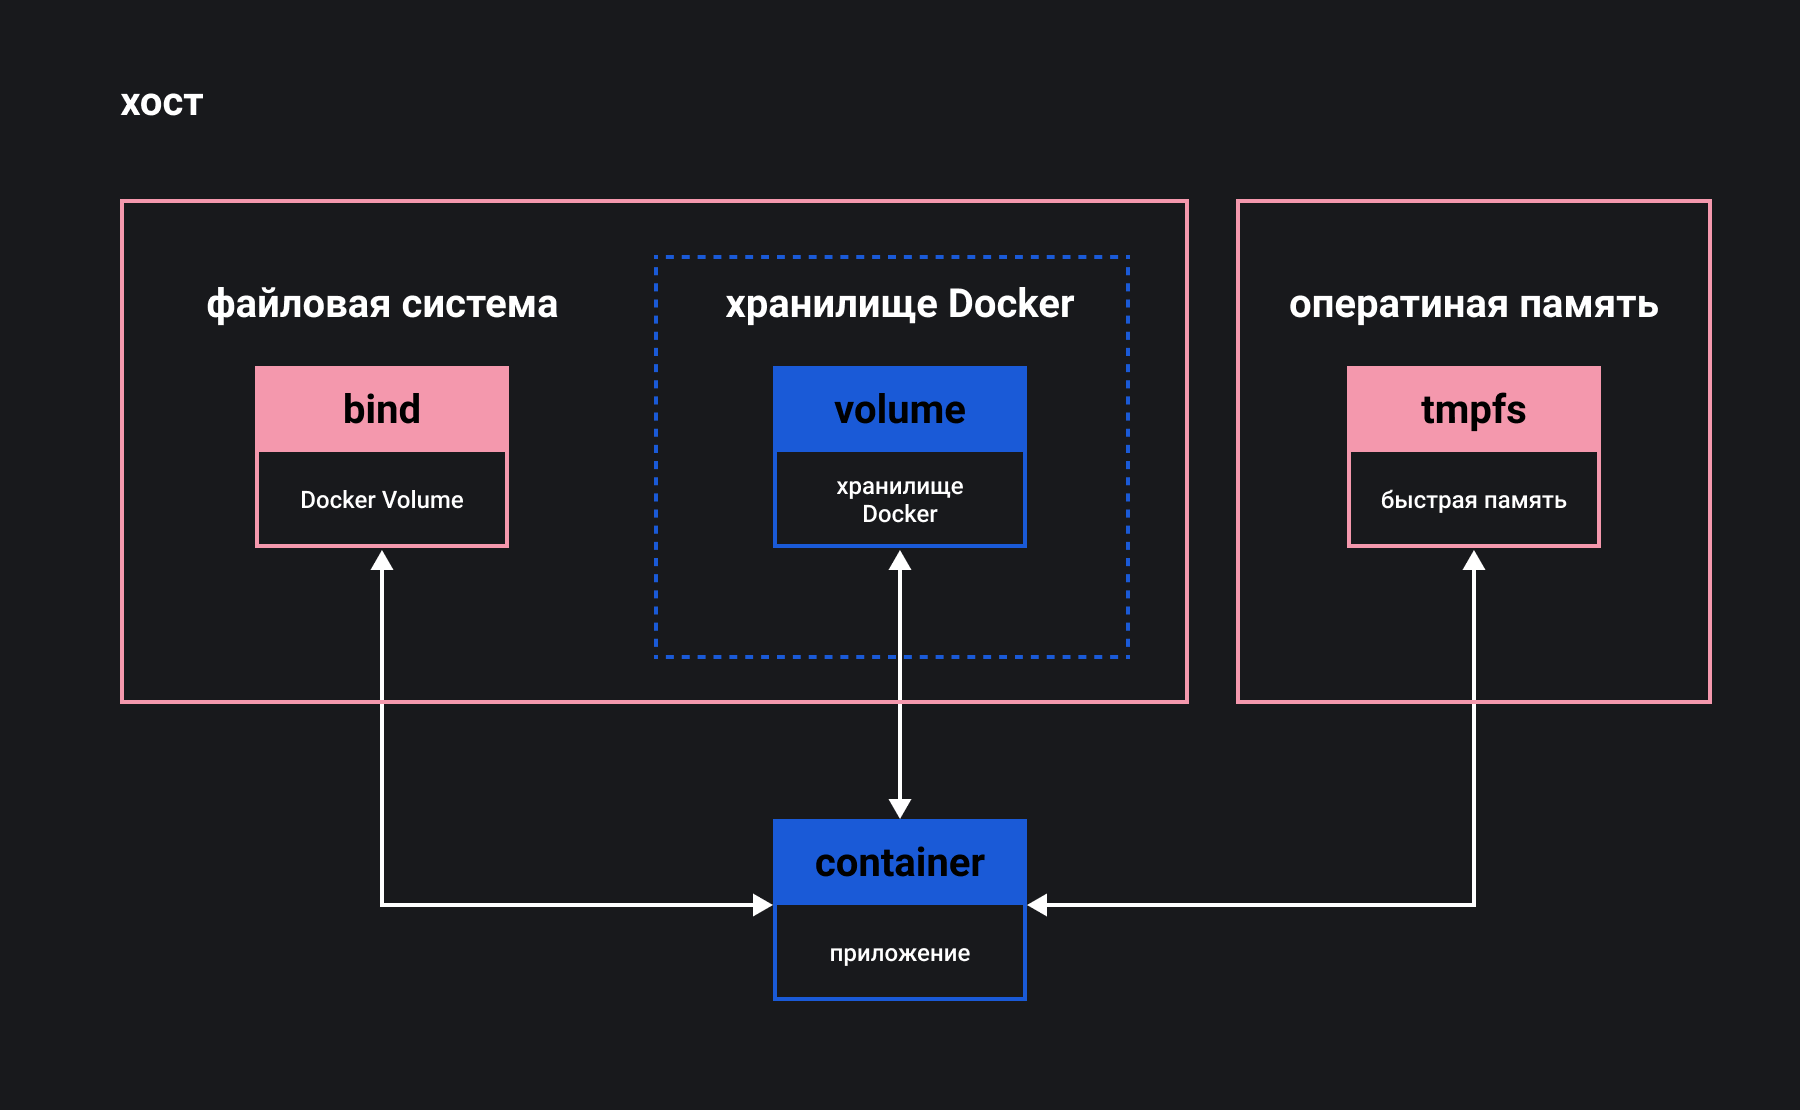 хост
файловая система
хранилище Docker
оператиная память
bind
volume
tmpfs
Docker Volume
хранилище
Docker
быстрая память
container
приложение